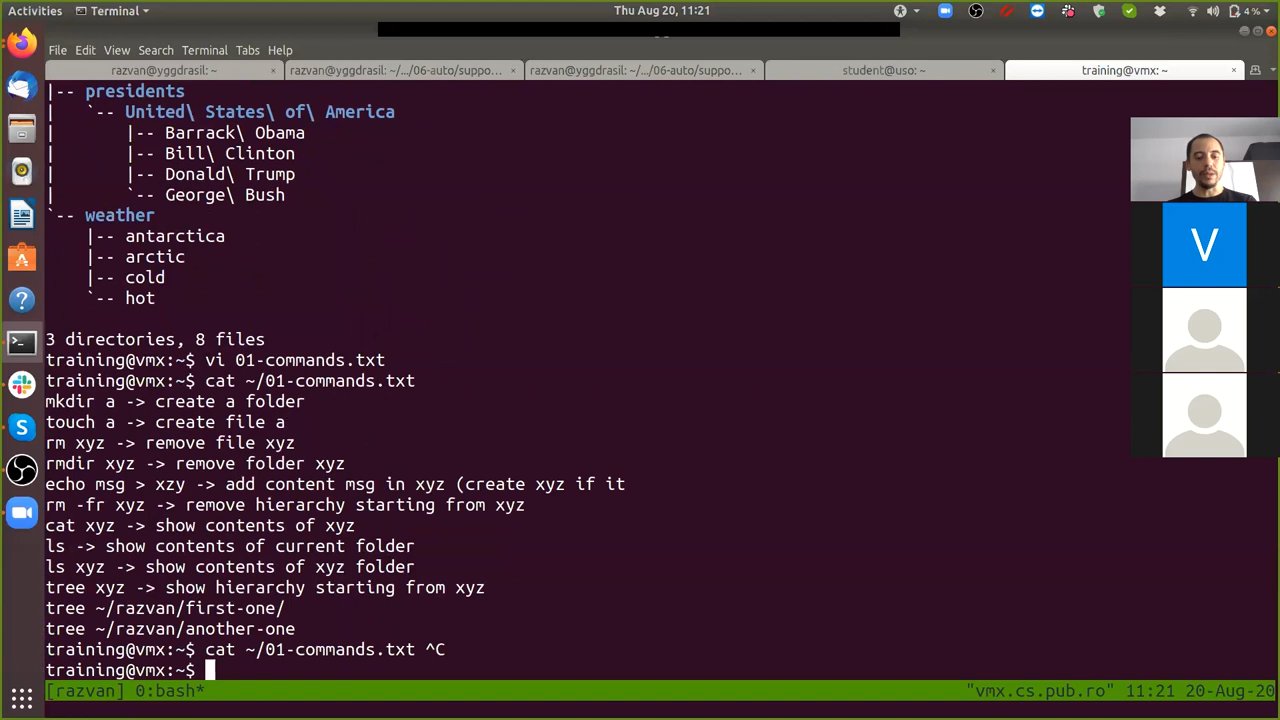 Activities Terminal Thu Aug 20, 11:21 4 %
File Edit View Search Terminal Tabs Help
razvan@yggdrasil: ~ × razvan@yggdrasil: ~/.../06-auto/suppo... × razvan@yggdrasil: ~/.../06-auto/suppo... × student@uso: ~ × training@vmx: ~ ×
|-- presidents
|   `-- United\ States\ of\ America
|       |-- Barrack\ Obama
|       |-- Bill\ Clinton
|       |-- Donald\ Trump
|       `-- George\ Bush
`-- weather
    |-- antarctica
    |-- arctic
    |-- cold
    `-- hot
3 directories, 8 files
training@vmx:~$ vi 01-commands.txt
training@vmx:~$ cat ~/01-commands.txt
mkdir a -> create a folder
touch a -> create file a
rm xyz -> remove file xyz
rmdir xyz -> remove folder xyz
echo msg > xzy -> add content msg in xyz (create xyz if it
rm -fr xyz -> remove hierarchy starting from xyz
cat xyz -> show contents of xyz
ls -> show contents of current folder
ls xyz -> show contents of xyz folder
tree xyz -> show hierarchy starting from xyz
tree ~/razvan/first-one/
tree ~/razvan/another-one
training@vmx:~$ cat ~/01-commands.txt ^C
training@vmx:~$
[razvan] 0:bash* "vmx.cs.pub.ro" 11:21 20-Aug-20
V